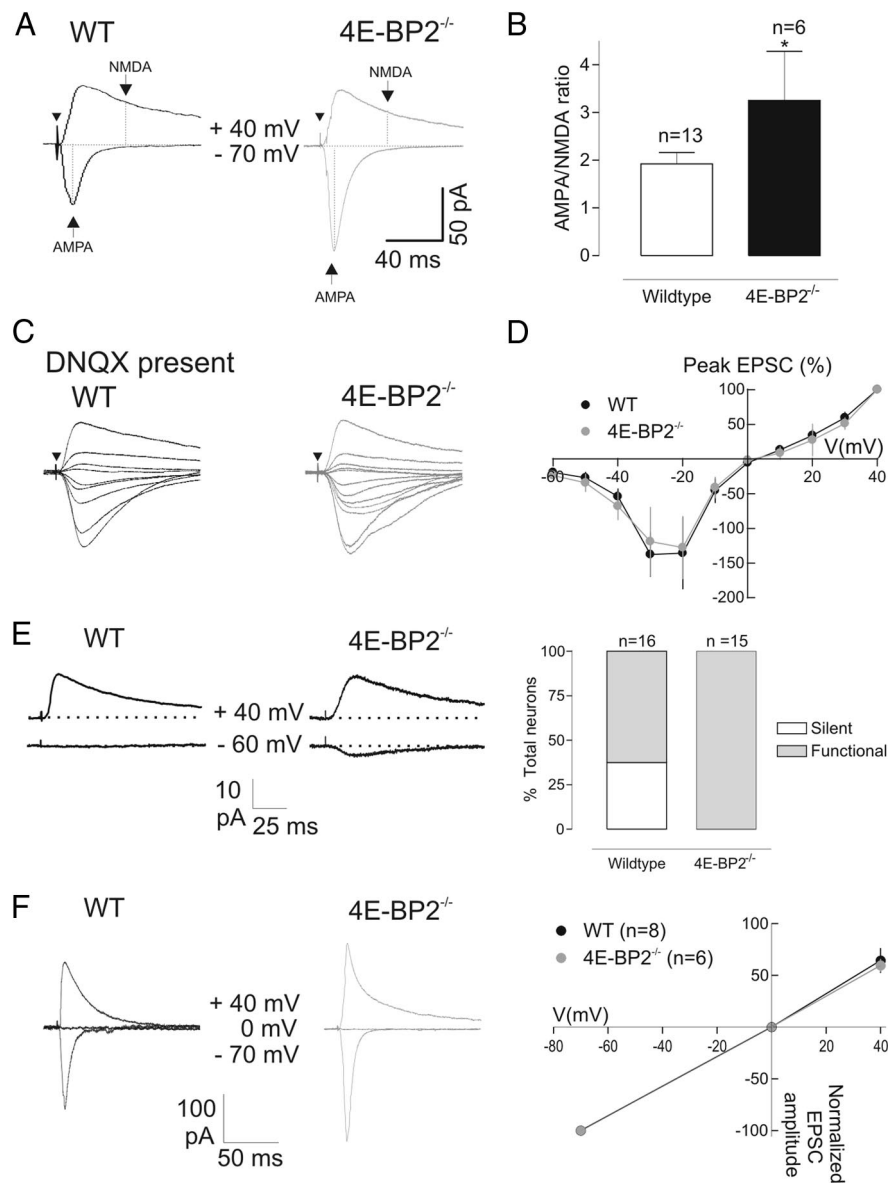 A
WT
4E-BP2-/-
NMDA
NMDA
+ 40 mV
- 70 mV
AMPA
AMPA
50 pA
40 ms
B
n=6
*
n=13
AMPA/NMDA ratio
4
3
2
1
0
Wildtype
4E-BP2-/-
C
DNQX present
WT
4E-BP2-/-
D
Peak EPSC (%)
WT
4E-BP2-/-
V(mV)
100
50
-50
-100
-150
-200
-60
-40
-20
20
40
E
WT
4E-BP2-/-
+ 40 mV
- 60 mV
10
pA
25 ms
n=16
n =15
% Total neurons
100
75
50
25
0
Silent
Functional
Wildtype
4E-BP2-/-
F
WT
4E-BP2-/-
+ 40 mV
0 mV
- 70 mV
100
pA
50 ms
WT (n=8)
4E-BP2-/- (n=6)
V(mV)
100
50
-50
-100
-80
-60
-40
-20
20
40
Normalized
EPSC
amplitude